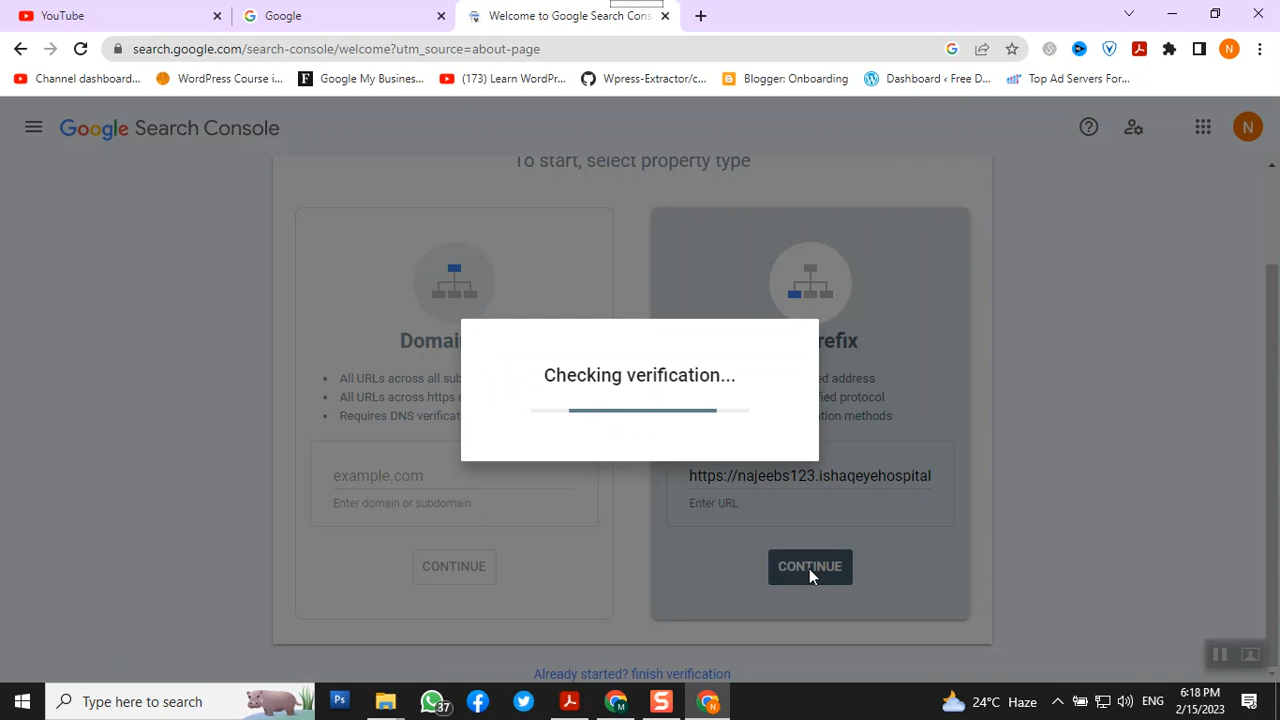 YouTube
Google
Welcome to Google Search Cons
search.google.com/search-console/welcome?utm_source=about-page
N
Channel dashboard...
WordPress Course i...
Google My Busines...
(173) Learn WordPr...
Wpress-Extractor/c...
Blogger: Onboarding
Dashboard ‹ Free D...
Top Ad Servers For...
Google Search Console
N
To start, select property type
Domai
refix
All URLs across all sub
All URLs across https o
Requires DNS verificat
ed address
ified protocol
tion methods
Checking verification...
example.com
Enter domain or subdomain
https://najeebs123.ishaqeyehospital
Enter URL
CONTINUE
CONTINUE
Already started? finish verification
Type here to search
Ps
37
M
S
N
24°C Haze
ENG
6:18 PM
2/15/2023